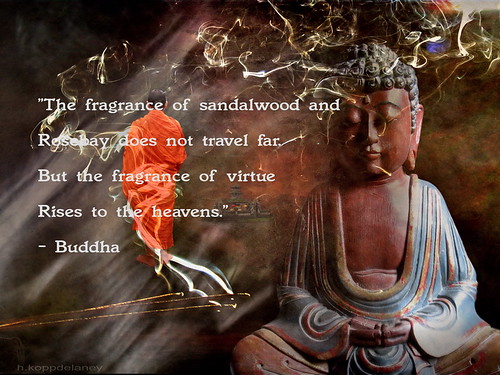 "The fragrance of sandalwood and
Rosebay does not travel far.
But the fragrance of virtue
Rises to the heavens."
- Buddha
h.koppdelaney